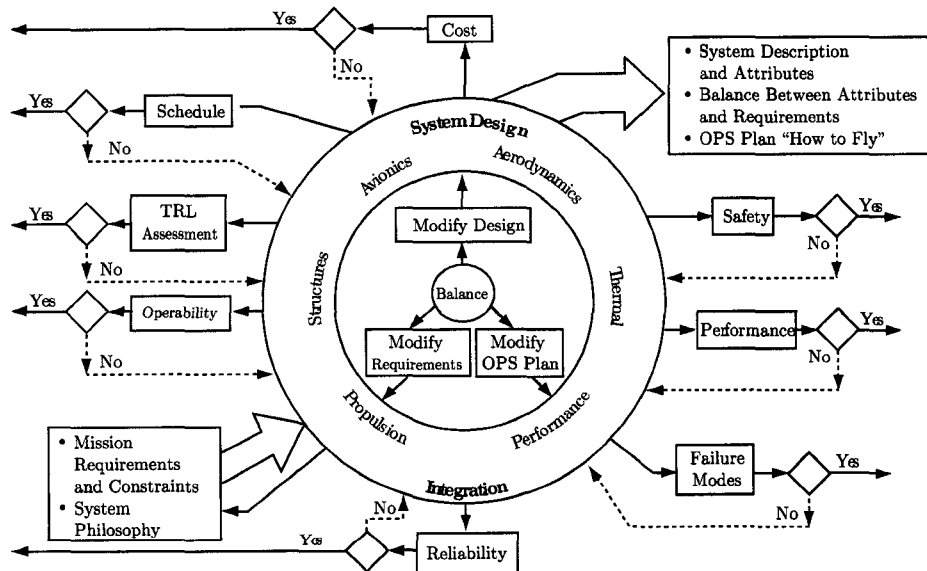 Yes
Cost
No
• System Description
and Attributes
• Balance Between Attributes
and Requirements
• OPS Plan “How to Fly”
Yes
Schedule
No
System Design
Avionics
Aerodynamics
Yes
TRL
Assessment
No
Modify Design
Safety
Yes
No
Structures
Balance
Thermal
Yes
Operability
No
Modify
Requirements
Modify
OPS Plan
Performance
Yes
No
Propulsion
Performance
• Mission
Requirements
and Constraints
• System
Philosophy
Integration
Failure
Modes
Yes
No
No
Yes
Reliability